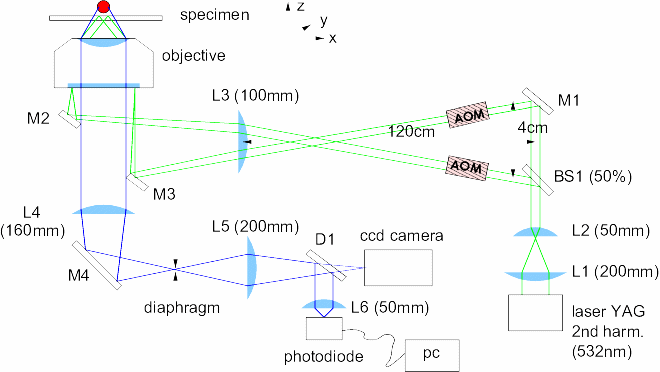 specimen
z
y
x
objective
L3 (100mm)
M1
M2
AOM
120cm
4cm
AOM
M3
BS1 (50%)
L4
(160mm)
L5 (200mm)
D1
ccd camera
L2 (50mm)
M4
L1 (200mm)
diaphragm
L6 (50mm)
laser YAG
2nd harm.
(532nm)
photodiode
pc